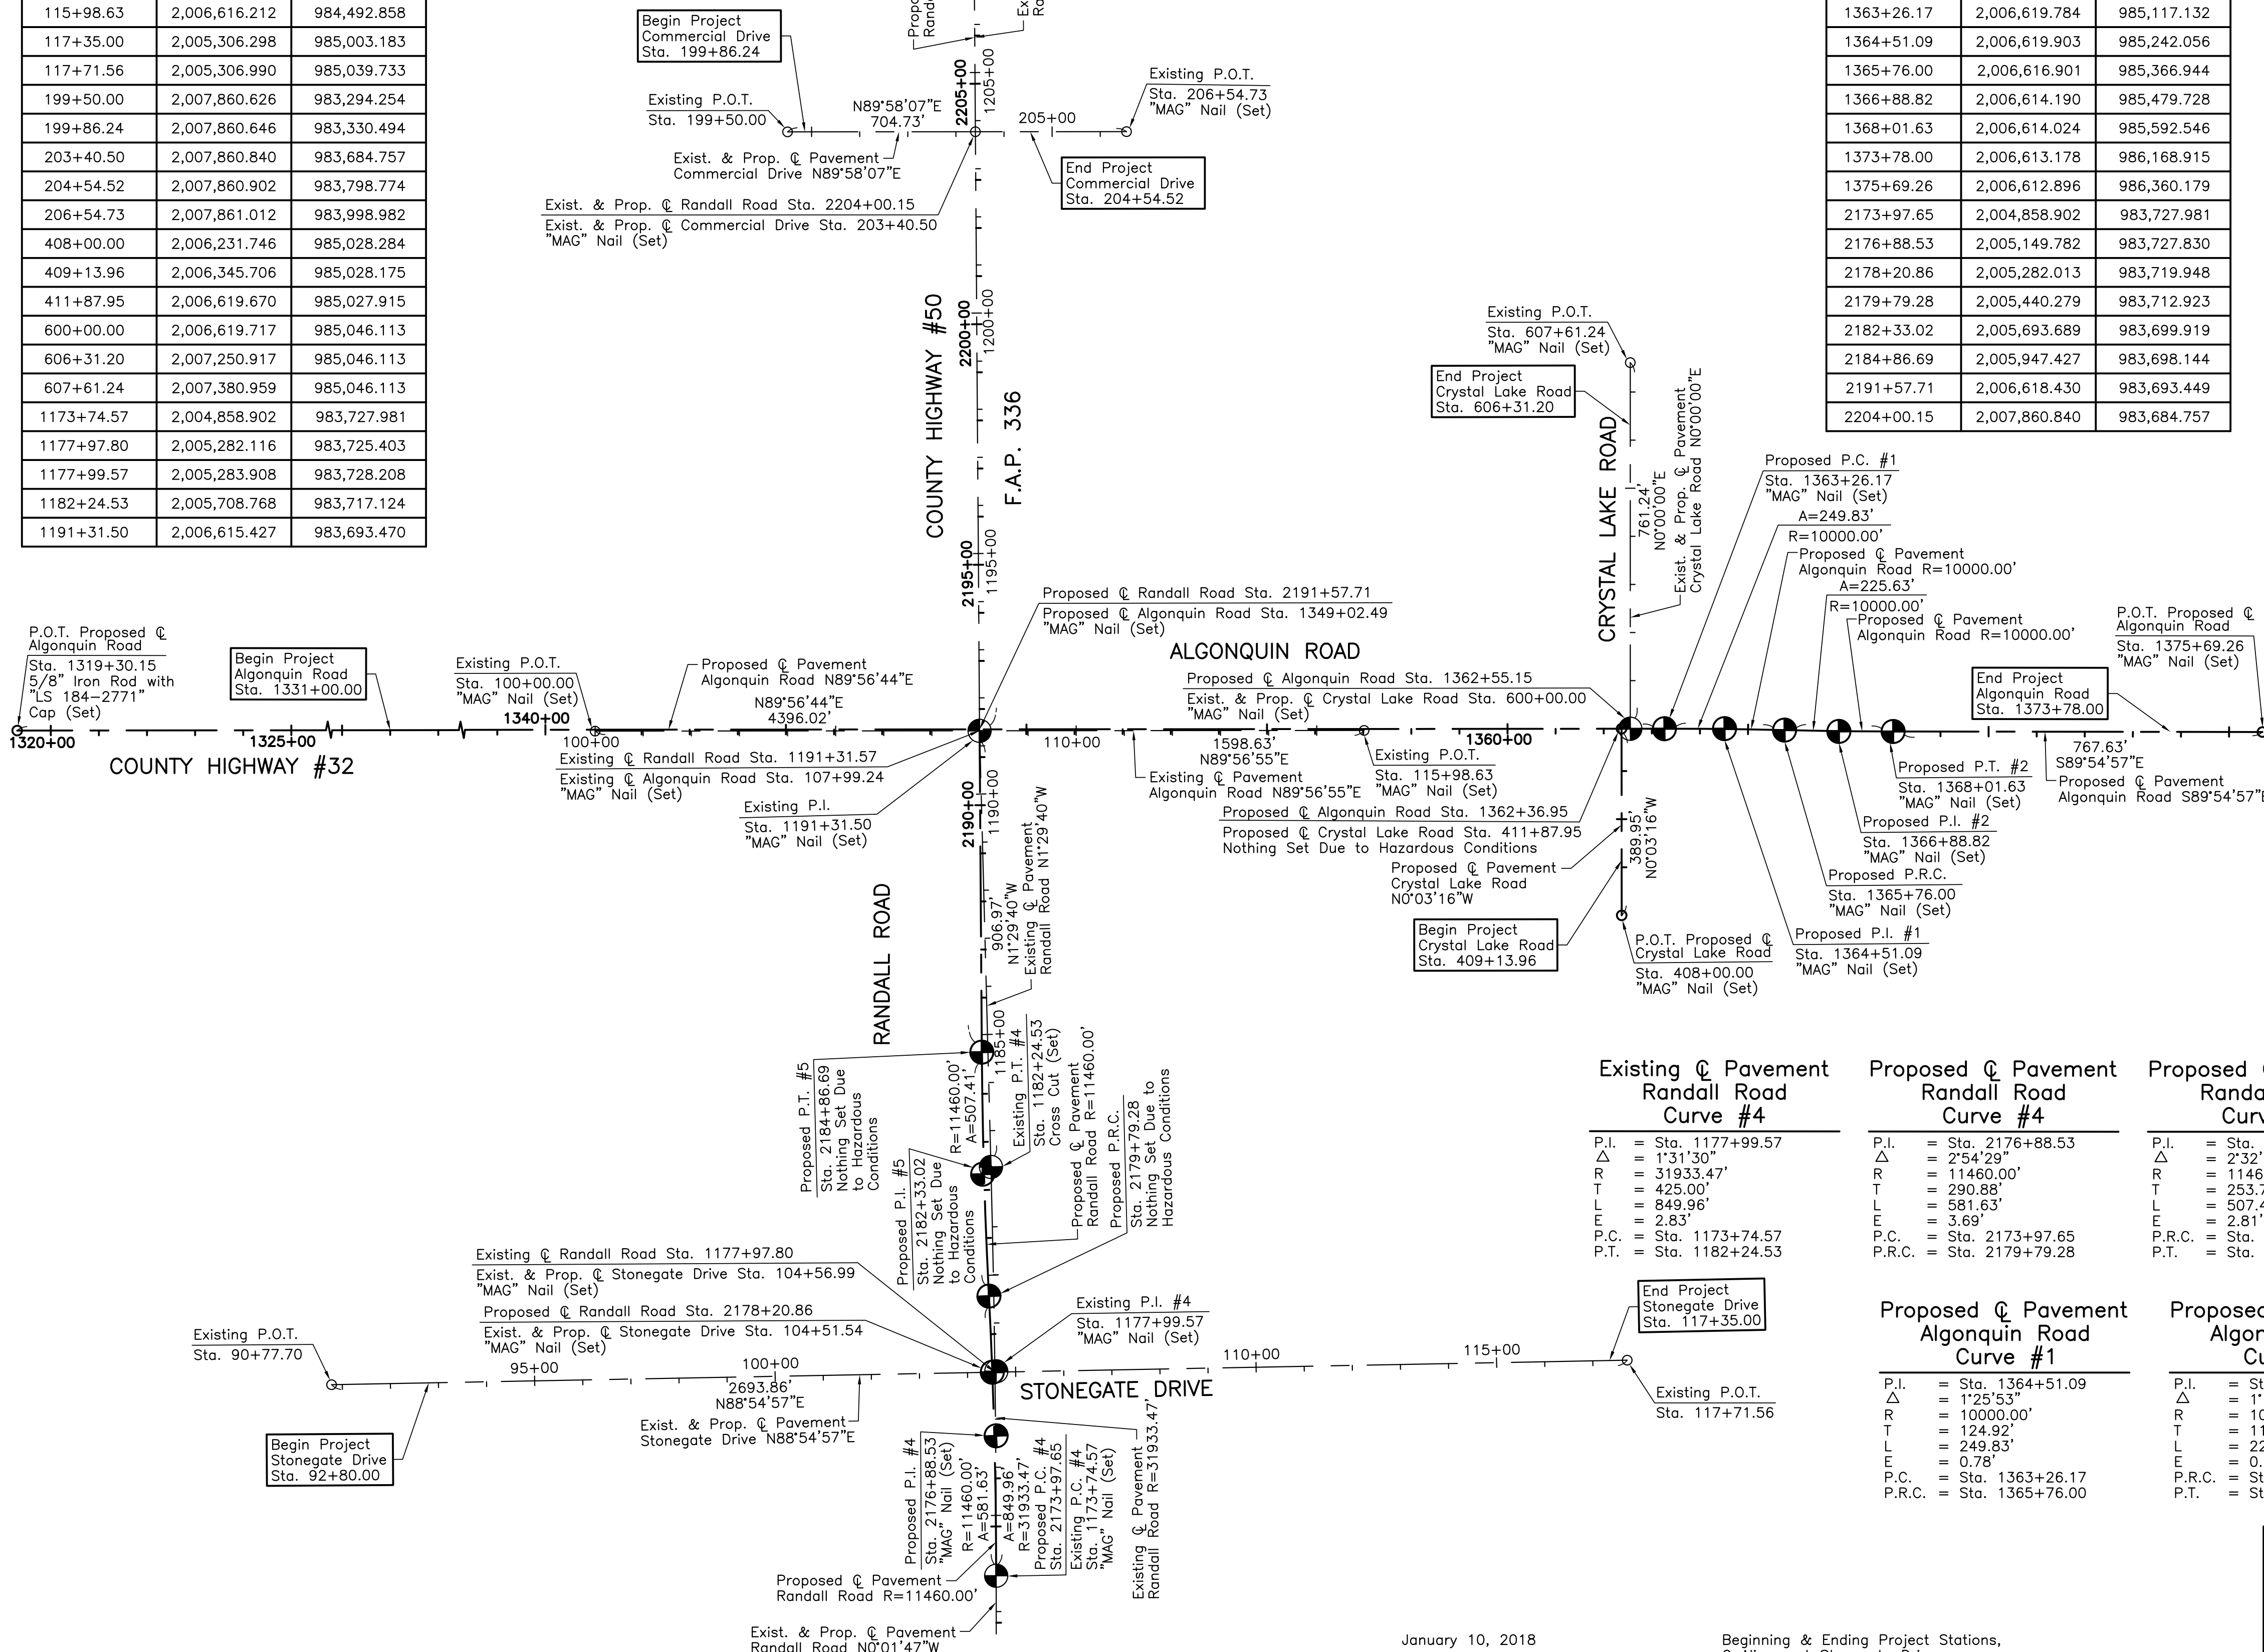 115+98.63 2,006,616.212 984,492.858
117+35.00 2,005,306.298 985,003.183
117+71.56 2,005,306.990 985,039.733
199+50.00 2,007,860.626 983,294.254
199+86.24 2,007,860.646 983,330.494
203+40.50 2,007,860.840 983,684.757
204+54.52 2,007,860.902 983,798.774
206+54.73 2,007,861.012 983,998.982
408+00.00 2,006,231.746 985,028.284
409+13.96 2,006,345.706 985,028.175
411+87.95 2,006,619.670 985,027.915
600+00.00 2,006,619.717 985,046.113
606+31.20 2,007,250.917 985,046.113
607+61.24 2,007,380.959 985,046.113
1173+74.57 2,004,858.902 983,727.981
1177+97.80 2,005,282.116 983,725.403
1177+99.57 2,005,283.908 983,728.208
1182+24.53 2,005,708.768 983,717.124
1191+31.50 2,006,615.427 983,693.470
1363+26.17 2,006,619.784 985,117.132
1364+51.09 2,006,619.903 985,242.056
1365+76.00 2,006,616.901 985,366.944
1366+88.82 2,006,614.190 985,479.728
1368+01.63 2,006,614.024 985,592.546
1373+78.00 2,006,613.178 986,168.915
1375+69.26 2,006,612.896 986,360.179
2173+97.65 2,004,858.902 983,727.981
2176+88.53 2,005,149.782 983,727.830
2178+20.86 2,005,282.013 983,719.948
2179+79.28 2,005,440.279 983,712.923
2182+33.02 2,005,693.689 983,699.919
2184+86.69 2,005,947.427 983,698.144
2191+57.71 2,006,618.430 983,693.449
2204+00.15 2,007,860.840 983,684.757
Begin Project
Commercial Drive
Sta. 199+86.24
Existing P.O.T.
Sta. 199+50.00
N89°58'07"E
704.73'
2205+00
1205+00
205+00
Existing P.O.T.
Sta. 206+54.73
"MAG" Nail (Set)
Exist. & Prop. ℄ Pavement
Commercial Drive N89°58'07"E
End Project
Commercial Drive
Sta. 204+54.52
Exist. & Prop. ℄ Randall Road Sta. 2204+00.15
Exist. & Prop. ℄ Commercial Drive Sta. 203+40.50
"MAG" Nail (Set)
COUNTY HIGHWAY #50
F.A.P. 336
2200+00
1200+00
2195+00
1195+00
Existing P.O.T.
Sta. 607+61.24
"MAG" Nail (Set)
End Project
Crystal Lake Road
Sta. 606+31.20
CRYSTAL LAKE ROAD
761.24'
N0°00'00"E
Exist. & Prop. ℄ Pavement
Crystal Lake Road N0°00'00"E
Proposed P.C. #1
Sta. 1363+26.17
"MAG" Nail (Set)
A=249.83'
R=10000.00'
Proposed ℄ Pavement
Algonquin Road R=10000.00'
A=225.63'
R=10000.00'
Proposed ℄ Pavement
Algonquin Road R=10000.00'
P.O.T. Proposed ℄
Algonquin Road
Sta. 1375+69.26
"MAG" Nail (Set)
End Project
Algonquin Road
Sta. 1373+78.00
P.O.T. Proposed ℄
Algonquin Road
Sta. 1319+30.15
5/8" Iron Rod with
"LS 184-2771"
Cap (Set)
Begin Project
Algonquin Road
Sta. 1331+00.00
Existing P.O.T.
Sta. 100+00.00
"MAG" Nail (Set)
Proposed ℄ Pavement
Algonquin Road N89°56'44"E
N89°56'44"E
4396.02'
Proposed ℄ Randall Road Sta. 2191+57.71
Proposed ℄ Algonquin Road Sta. 1349+02.49
"MAG" Nail (Set)
ALGONQUIN ROAD
Proposed ℄ Algonquin Road Sta. 1362+55.15
Exist. & Prop. ℄ Crystal Lake Road Sta. 600+00.00
"MAG" Nail (Set)
1320+00
1325+00
1340+00
100+00
110+00
1360+00
COUNTY HIGHWAY #32
Existing ℄ Randall Road Sta. 1191+31.57
Existing ℄ Algonquin Road Sta. 107+99.24
"MAG" Nail (Set)
Existing P.I.
Sta. 1191+31.50
"MAG" Nail (Set)
2190+00
1190+00
1598.63'
N89°56'55"E
Existing ℄ Pavement
Algonquin Road N89°56'55"E
Existing P.O.T.
Sta. 115+98.63
"MAG" Nail (Set)
Proposed ℄ Algonquin Road Sta. 1362+36.95
Proposed ℄ Crystal Lake Road Sta. 411+87.95
Nothing Set Due to Hazardous Conditions
Proposed ℄ Pavement
Crystal Lake Road
N0°03'16"W
389.95'
N0°03'16"W
Begin Project
Crystal Lake Road
Sta. 409+13.96
P.O.T. Proposed ℄
Crystal Lake Road
Sta. 408+00.00
"MAG" Nail (Set)
Proposed P.T. #2
Sta. 1368+01.63
"MAG" Nail (Set)
Proposed P.I. #2
Sta. 1366+88.82
"MAG" Nail (Set)
Proposed P.R.C.
Sta. 1365+76.00
"MAG" Nail (Set)
Proposed P.I. #1
Sta. 1364+51.09
"MAG" Nail (Set)
767.63'
S89°54'57"E
Proposed ℄ Pavement
Algonquin Road S89°54'57"E
RANDALL ROAD
906.97'
N1°29'40"W
Existing ℄ Pavement
Randall Road N1°29'40"W
1185+00
Proposed P.T. #5
Sta. 2184+86.69
Nothing Set Due
to Hazardous
Conditions
R=11460.00'
A=507.41'
Existing P.T. #4
Sta. 1182+24.53
Cross Cut (Set)
Proposed ℄ Pavement
Randall Road R=11460.00'
Proposed P.R.C.
Sta. 2179+79.28
Nothing Set Due to
Hazardous Conditions
Proposed P.I. #5
Sta. 2182+33.02
Nothing Set Due
to Hazardous
Conditions
Existing ℄ Randall Road Sta. 1177+97.80
Exist. & Prop. ℄ Stonegate Drive Sta. 104+56.99
"MAG" Nail (Set)
Proposed ℄ Randall Road Sta. 2178+20.86
Exist. & Prop. ℄ Stonegate Drive Sta. 104+51.54
"MAG" Nail (Set)
Existing P.I. #4
Sta. 1177+99.57
"MAG" Nail (Set)
Existing P.O.T.
Sta. 90+77.70
95+00
100+00
110+00
115+00
2693.86'
N88°54'57"E
Exist. & Prop. ℄ Pavement
Stonegate Drive N88°54'57"E
STONEGATE DRIVE
Begin Project
Stonegate Drive
Sta. 92+80.00
End Project
Stonegate Drive
Sta. 117+35.00
Existing P.O.T.
Sta. 117+71.56
Proposed P.I. #4
Sta. 2176+88.53
"MAG" Nail (Set)
R=11460.00'
A=581.63'
A=849.96'
R=31933.47'
Proposed P.C. #4
Sta. 2173+97.65
Existing P.C. #4
Sta. 1173+74.57
"MAG" Nail (Set)
Existing ℄ Pavement
Randall Road R=31933.47'
Proposed ℄ Pavement
Randall Road R=11460.00'
Exist. & Prop. ℄ Pavement
Randall Road N0°01'47"W
Existing ℄ Pavement
Randall Road
Curve #4
P.I. = Sta. 1177+99.57
△ = 1°31'30"
R = 31933.47'
T = 425.00'
L = 849.96'
E = 2.83'
P.C. = Sta. 1173+74.57
P.T. = Sta. 1182+24.53
Proposed ℄ Pavement
Randall Road
Curve #4
P.I. = Sta. 2176+88.53
△ = 2°54'29"
R = 11460.00'
T = 290.88'
L = 581.63'
E = 3.69'
P.C. = Sta. 2173+97.65
P.R.C. = Sta. 2179+79.28
Proposed
P.I. = Sta.
△ = 2°32'
R = 1146
T = 253.7
L = 507.4
E = 2.81'
P.R.C. = Sta.
P.T. = Sta.
Proposed ℄ Pavement
Algonquin Road
Curve #1
P.I. = Sta. 1364+51.09
△ = 1°25'53"
R = 10000.00'
T = 124.92'
L = 249.83'
E = 0.78'
P.C. = Sta. 1363+26.17
P.R.C. = Sta. 1365+76.00
Proposed
P.I. =
△ = 1°
R = 10
T = 11
L = 22
E = 0.
P.R.C. =
P.T. =
January 10, 2018
Beginning & Ending Project Stations,